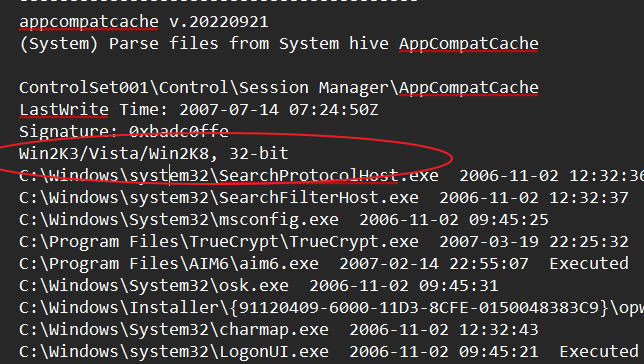 appcompatcache v.20220921
(System) Parse files from System hive AppCompatCache
ControlSet001\Control\Session Manager\AppCompatCache
LastWrite Time: 2007-07-14 07:24:50Z
Signature: 0xbadc0ffe
Win2K3/Vista/Win2K8, 32-bit
C:\Windows\system32\SearchProtocolHost.exe  2006-11-02 12:32:36
C:\Windows\System32\SearchFilterHost.exe  2006-11-02 12:32:37
C:\Windows\System32\msconfig.exe  2006-11-02 09:45:25
C:\Program Files\TrueCrypt\TrueCrypt.exe  2007-03-19 22:25:32
C:\Program Files\AIM6\aim6.exe  2007-02-14 22:55:07  Executed
C:\Windows\System32\osk.exe  2006-11-02 09:45:31
C:\Windows\Installer\{91120409-6000-11D3-8CFE-0150048383C9}\opw
C:\Windows\System32\charmap.exe  2006-11-02 12:32:43
C:\Windows\System32\LogonUI.exe  2006-11-02 09:45:21  Executed